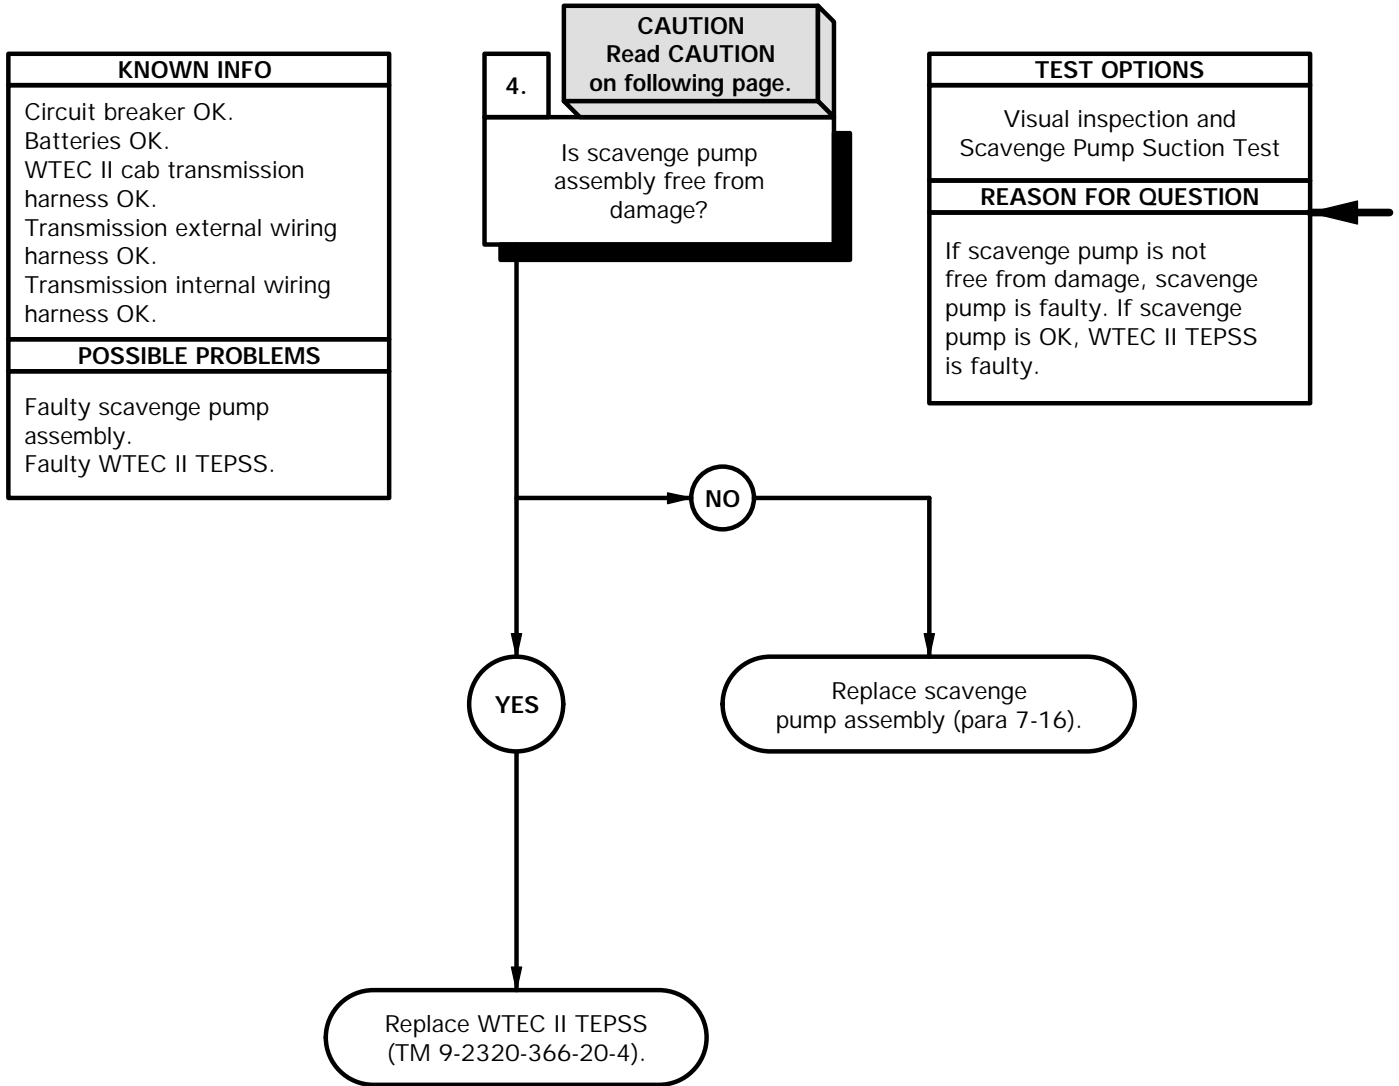 KNOWN INFO
Circuit breaker OK.
Batteries OK.
WTEC II cab transmission
harness OK.
Transmission external wiring
harness OK.
Transmission internal wiring
harness OK.
POSSIBLE PROBLEMS
Faulty scavenge pump
assembly.
Faulty WTEC II TEPSS.
CAUTION
Read CAUTION
on following page.
4.
Is scavenge pump
assembly free from
damage?
TEST OPTIONS
Visual inspection and
Scavenge Pump Suction Test
REASON FOR QUESTION
If scavenge pump is not
free from damage, scavenge
pump is faulty. If scavenge
pump is OK, WTEC II TEPSS
is faulty.
NO
YES
Replace scavenge
pump assembly (para 7-16).
Replace WTEC II TEPSS
(TM 9-2320-366-20-4).